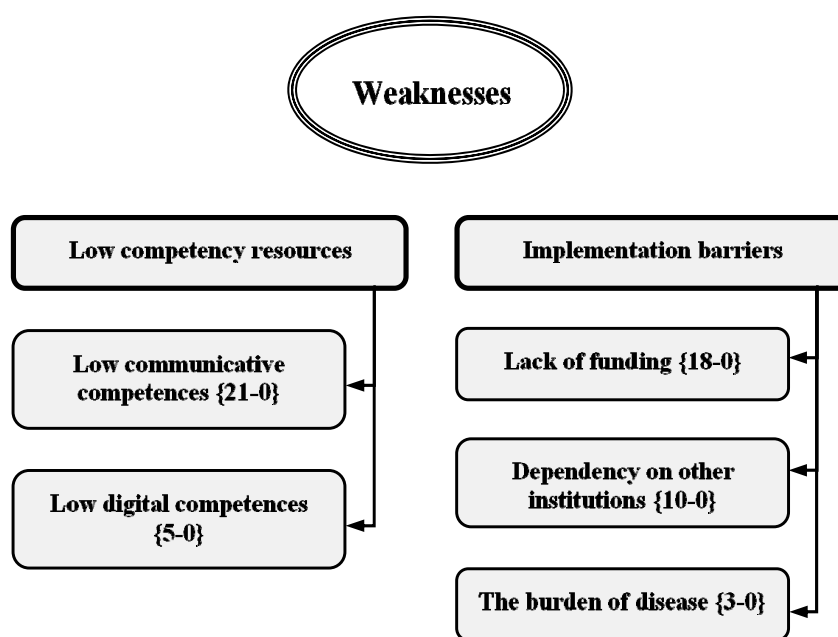 Weaknesses
Low competency resources
Low communicative
competences {21-0}
Low digital competences
{5-0}
Implementation barriers
Lack of funding {18-0}
Dependency on other
institutions {10-0}
The burden of disease {3-0}